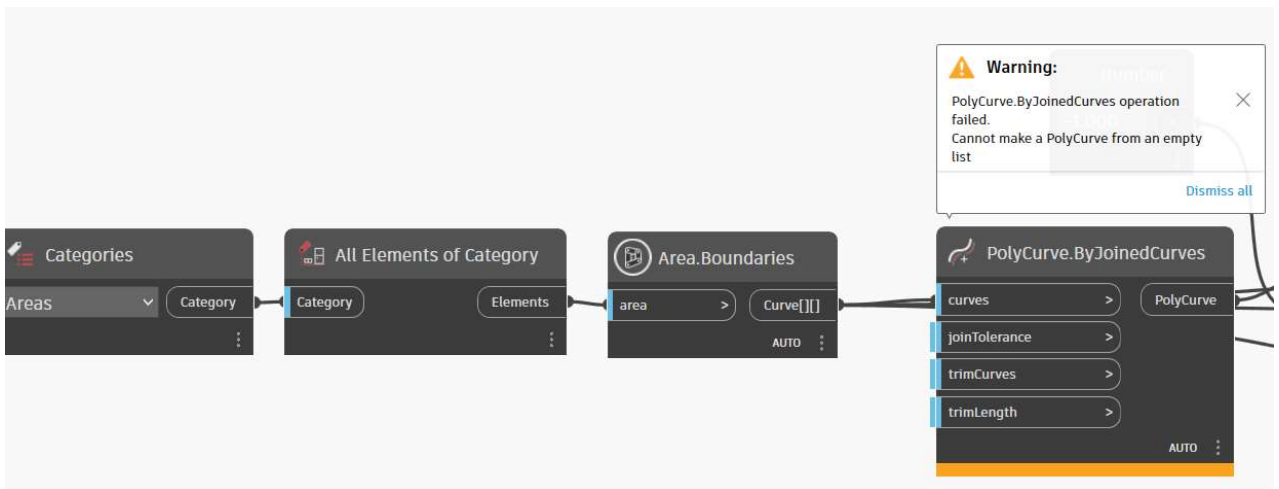 Warning:
Number
PolyCurve.ByJoinedCurves operation
failed.
Cannot make a PolyCurve from an empty
list
Dismiss all
Categories
Areas
Category
All Elements of Category
Category
Elements
Area.Boundaries
area
>
Curve[][]
AUTO
PolyCurve.ByJoinedCurves
curves
>
PolyCurve
joinTolerance
>
trimCurves
>
trimLength
>
AUTO